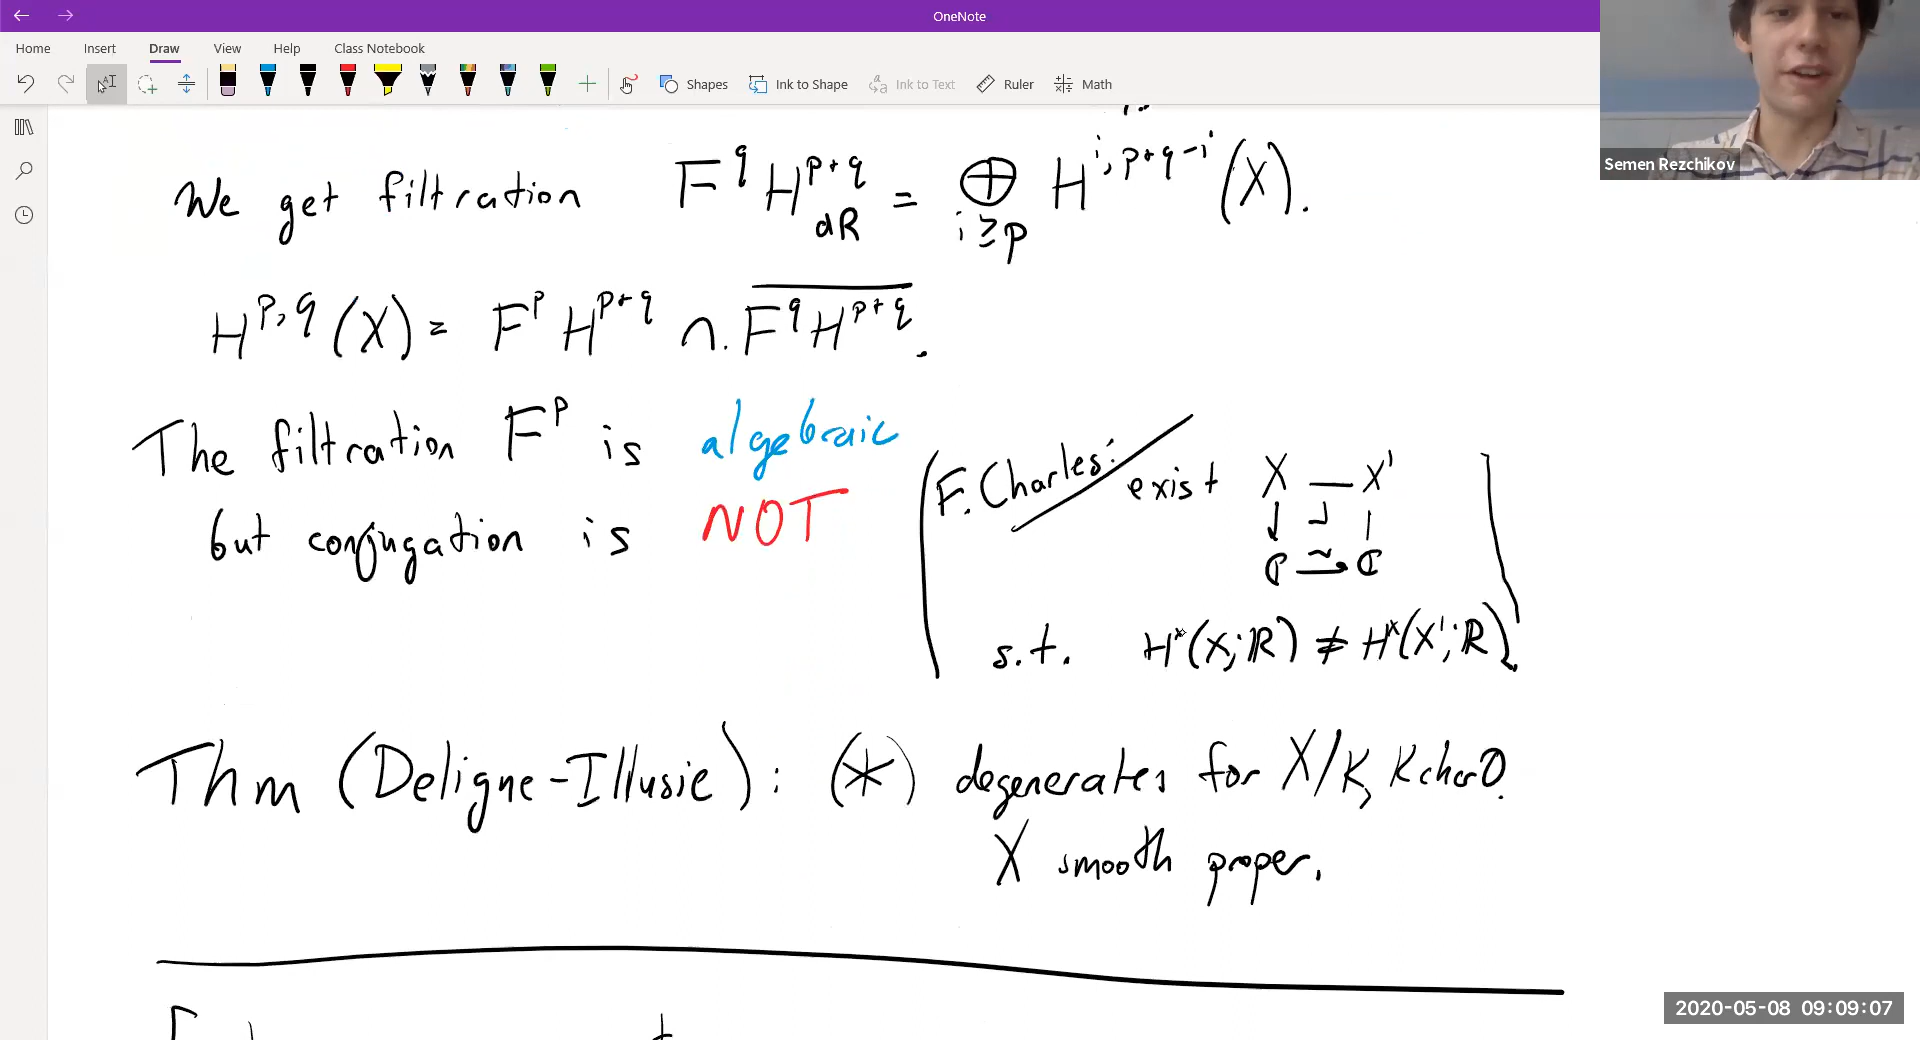 OneNote
Home Insert Draw View Help Class Notebook
Shapes Ink to Shape Ink to Text Ruler Math
Semen Rezchikov
We get filtration F^q H^{p+q}_{dR} = ⊕_{i≥p} H^{i,p+q-i}(X).
H^{p,q}(X) = F^p H^{p+q} ∩. \overline{F^q H^{p+q}}.
The filtration F^p is algebraic
but conjugation is NOT
(F. Charles: exist X — X'
↓ ⌟ |
ℂ ≃→ ℂ
s.t. H^*(X;ℝ) ≠ H^*(X';ℝ)
Thm (Deligne-Illusie): (*) degenerates for X/K, K char 0.
X smooth proper.
2020-05-08 09:09:07